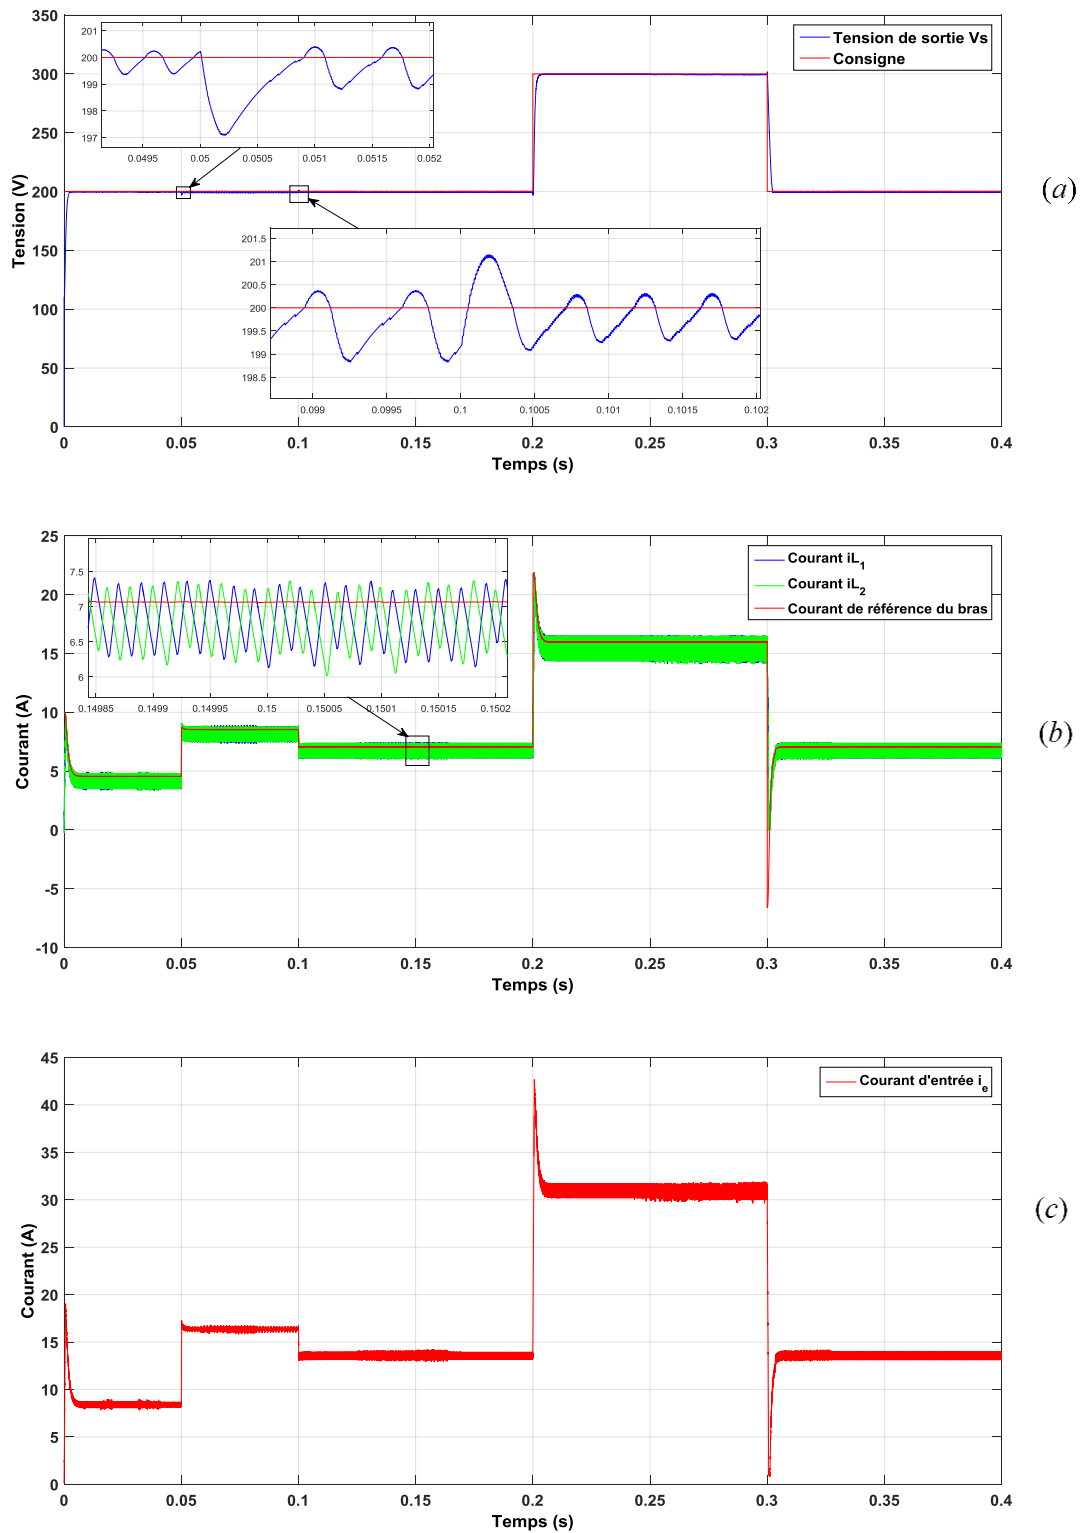 350
300
250
200
150
100
50
0
Tension (V)
201
200
199
198
197
0.0495 0.05 0.0505 0.051 0.0515 0.052
Tension de sortie Vs
Consigne
201.5
201
200.5
200
199.5
199
198.5
0.099 0.0995 0.1 0.1005 0.101 0.1015 0.102
0 0.05 0.1 0.15 0.2 0.25 0.3 0.35 0.4
Temps (s)
(a)
25
20
15
10
5
0
-5
-10
Courant (A)
7.5
7
6.5
6
0.14985 0.1499 0.14995 0.15 0.15005 0.1501 0.15015 0.1502
Courant iL1
Courant iL2
Courant de référence du bras
0 0.05 0.1 0.15 0.2 0.25 0.3 0.35 0.4
Temps (s)
(b)
45
40
35
30
25
20
15
10
5
0
Courant (A)
Courant d'entrée ie
0 0.05 0.1 0.15 0.2 0.25 0.3 0.35 0.4
Temps (s)
(c)